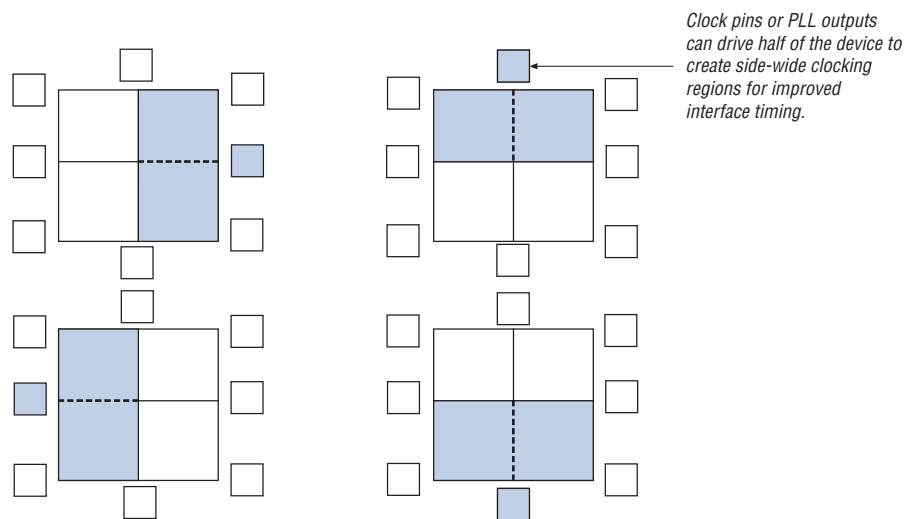 Clock pins or PLL outputs
can drive half of the device to
create side-wide clocking
regions for improved
interface timing.